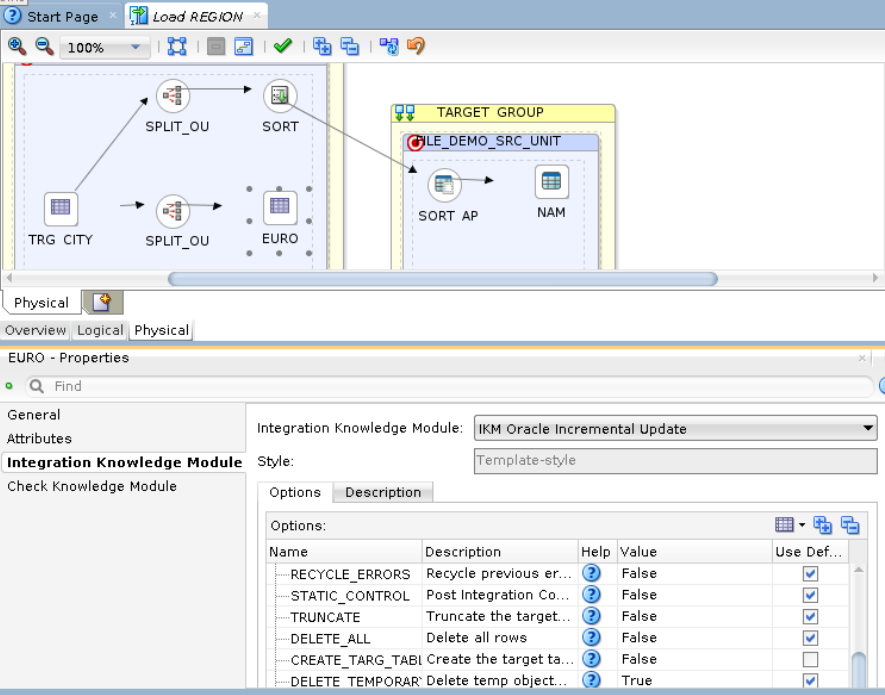 Start Page
Load REGION
100%
SPLIT_OU
SORT
TRG CITY
SPLIT_OU
EURO
TARGET GROUP
FILE_DEMO_SRC_UNIT
SORT AP
NAM
Physical
Overview Logical Physical
EURO - Properties
Find
General
Attributes
Integration Knowledge Module
Check Knowledge Module
Integration Knowledge Module: IKM Oracle Incremental Update
Style: Template-style
Options Description
Options:
Name Description Help Value Use Def...
RECYCLE_ERRORS Recycle previous er... ? False
STATIC_CONTROL Post Integration Co... ? False
TRUNCATE Truncate the target... ? False
DELETE_ALL Delete all rows ? False
CREATE_TARG_TABL Create the target ta... ? False
DELETE_TEMPORAR Delete temp object... ? True